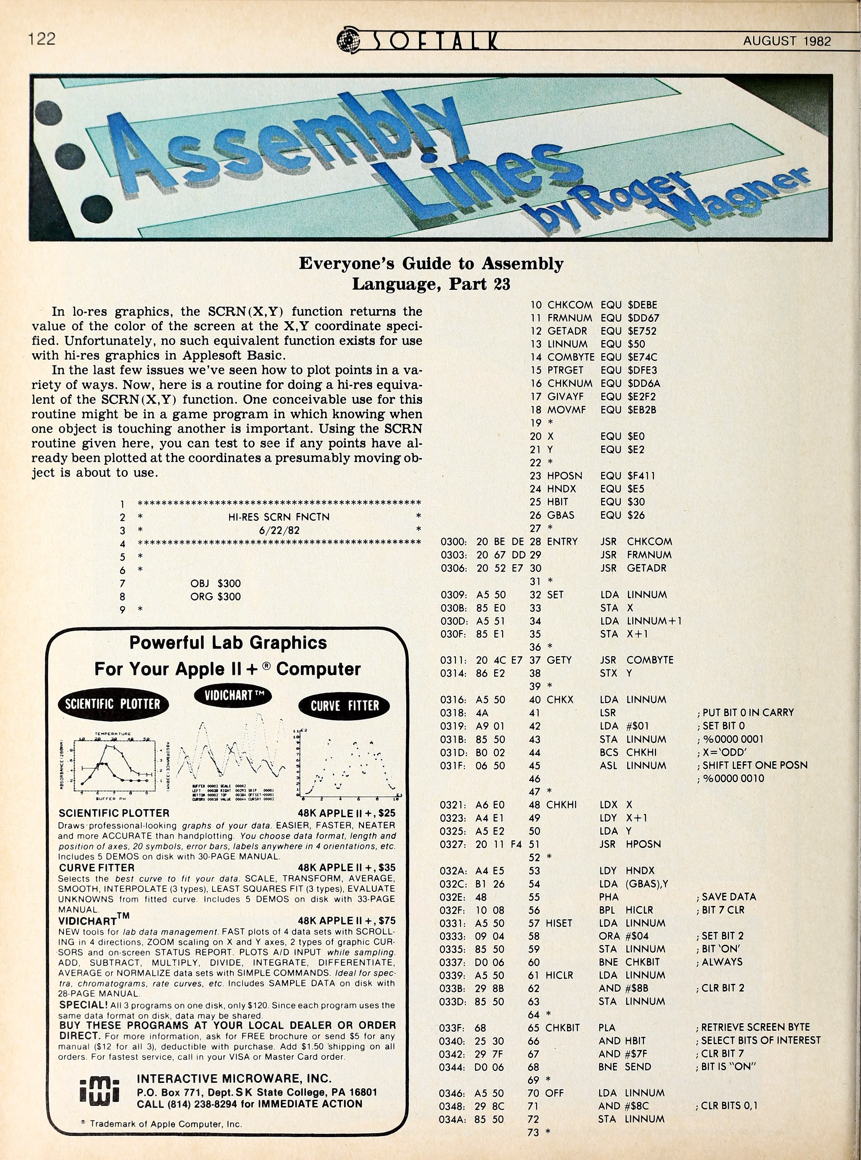 122
SOFTALK
AUGUST 1982
Assembly
Lines
by Roger
Wagner
Everyone's Guide to Assembly
Language, Part 23
In lo-res graphics, the SCRN(X,Y) function returns the
value of the color of the screen at the X,Y coordinate speci-
fied. Unfortunately, no such equivalent function exists for use
with hi-res graphics in Applesoft Basic.
In the last few issues we've seen how to plot points in a va-
riety of ways. Now, here is a routine for doing a hi-res equiva-
lent of the SCRN(X,Y) function. One conceivable use for this
routine might be in a game program in which knowing when
one object is touching another is important. Using the SCRN
routine given here, you can test to see if any points have al-
ready been plotted at the coordinates a presumably moving ob-
ject is about to use.
1 ***********************************************
2 * HI-RES SCRN FNCTN *
3 * 6/22/82 *
4 ***********************************************
5 *
6 *
7 OBJ $300
8 ORG $300
9 *
Powerful Lab Graphics
For Your Apple II + ® Computer
SCIENTIFIC PLOTTER
VIDICHART™
CURVE FITTER
TEMPERATURE
BUFFER PH
SCIENTIFIC PLOTTER 48K APPLE II +, $25
Draws professional-looking graphs of your data. EASIER, FASTER, NEATER
and more ACCURATE than handplotting. You choose data format, length and
position of axes, 20 symbols, error bars, labels anywhere in 4 orientations, etc.
Includes 5 DEMOS on disk with 30-PAGE MANUAL.
CURVE FITTER 48K APPLE II +, $35
Selects the best curve to fit your data. SCALE, TRANSFORM, AVERAGE,
SMOOTH, INTERPOLATE (3 types), LEAST SQUARES FIT (3 types), EVALUATE
UNKNOWNS from fitted curve. Includes 5 DEMOS on disk with 33-PAGE
MANUAL.
VIDICHART™ 48K APPLE II +, $75
NEW tools for lab data management. FAST plots of 4 data sets with SCROLL-
ING in 4 directions, ZOOM scaling on X and Y axes, 2 types of graphic CUR-
SORS and on-screen STATUS REPORT. PLOTS A/D INPUT while sampling.
ADD, SUBTRACT, MULTIPLY, DIVIDE, INTEGRATE, DIFFERENTIATE,
AVERAGE or NORMALIZE data sets with SIMPLE COMMANDS. Ideal for spec-
tra, chromatograms, rate curves, etc. Includes SAMPLE DATA on disk with
28-PAGE MANUAL.
SPECIAL! All 3 programs on one disk, only $120. Since each program uses the
same data format on disk, data may be shared.
BUY THESE PROGRAMS AT YOUR LOCAL DEALER OR ORDER
DIRECT. For more information, ask for FREE brochure or send $5 for any
manual ($12 for all 3), deductible with purchase. Add $1.50 shipping on all
orders. For fastest service, call in your VISA or Master Card order.
INTERACTIVE MICROWARE, INC.
P.O. Box 771, Dept. S K State College, PA 16801
CALL (814) 238-8294 for IMMEDIATE ACTION
® Trademark of Apple Computer, Inc.
10 CHKCOM EQU $DEBE
11 FRMNUM EQU $DD67
12 GETADR EQU $E752
13 LINNUM EQU $50
14 COMBYTE EQU $E74C
15 PTRGET EQU $DFE3
16 CHKNUM EQU $DD6A
17 GIVAYF EQU $E2F2
18 MOVMF EQU $EB2B
19 *
20 X EQU $E0
21 Y EQU $E2
22 *
23 HPOSN EQU $F411
24 HNDX EQU $E5
25 HBIT EQU $30
26 GBAS EQU $26
27 *
0300: 20 BE DE 28 ENTRY JSR CHKCOM
0303: 20 67 DD 29 JSR FRMNUM
0306: 20 52 E7 30 JSR GETADR
31 *
0309: A5 50 32 SET LDA LINNUM
030B: 85 E0 33 STA X
030D: A5 51 34 LDA LINNUM+1
030F: 85 E1 35 STA X+1
36 *
0311: 20 4C E7 37 GETY JSR COMBYTE
0314: 86 E2 38 STX Y
39 *
0316: A5 50 40 CHKX LDA LINNUM
0318: 4A 41 LSR ; PUT BIT 0 IN CARRY
0319: A9 01 42 LDA #$01 ; SET BIT 0
031B: 85 50 43 STA LINNUM ; %0000 0001
031D: B0 02 44 BCS CHKHI ; X='ODD'
031F: 06 50 45 ASL LINNUM ; SHIFT LEFT ONE POSN
46 ; %0000 0010
47 *
0321: A6 E0 48 CHKHI LDX X
0323: A4 E1 49 LDY X+1
0325: A5 E2 50 LDA Y
0327: 20 11 F4 51 JSR HPOSN
52 *
032A: A4 E5 53 LDY HNDX
032C: B1 26 54 LDA (GBAS),Y
032E: 48 55 PHA ; SAVE DATA
032F: 10 08 56 BPL HICLR ; BIT 7 CLR
0331: A5 50 57 HISET LDA LINNUM
0333: 09 04 58 ORA #$04 ; SET BIT 2
0335: 85 50 59 STA LINNUM ; BIT 'ON'
0337: D0 06 60 BNE CHKBIT ; ALWAYS
0339: A5 50 61 HICLR LDA LINNUM
033B: 29 8B 62 AND #$8B ; CLR BIT 2
033D: 85 50 63 STA LINNUM
64 *
033F: 68 65 CHKBIT PLA ; RETRIEVE SCREEN BYTE
0340: 25 30 66 AND HBIT ; SELECT BITS OF INTEREST
0342: 29 7F 67 AND #$7F ; CLR BIT 7
0344: D0 06 68 BNE SEND ; BIT IS "ON"
69 *
0346: A5 50 70 OFF LDA LINNUM
0348: 29 8C 71 AND #$8C ; CLR BITS 0,1
034A: 85 50 72 STA LINNUM
73 *